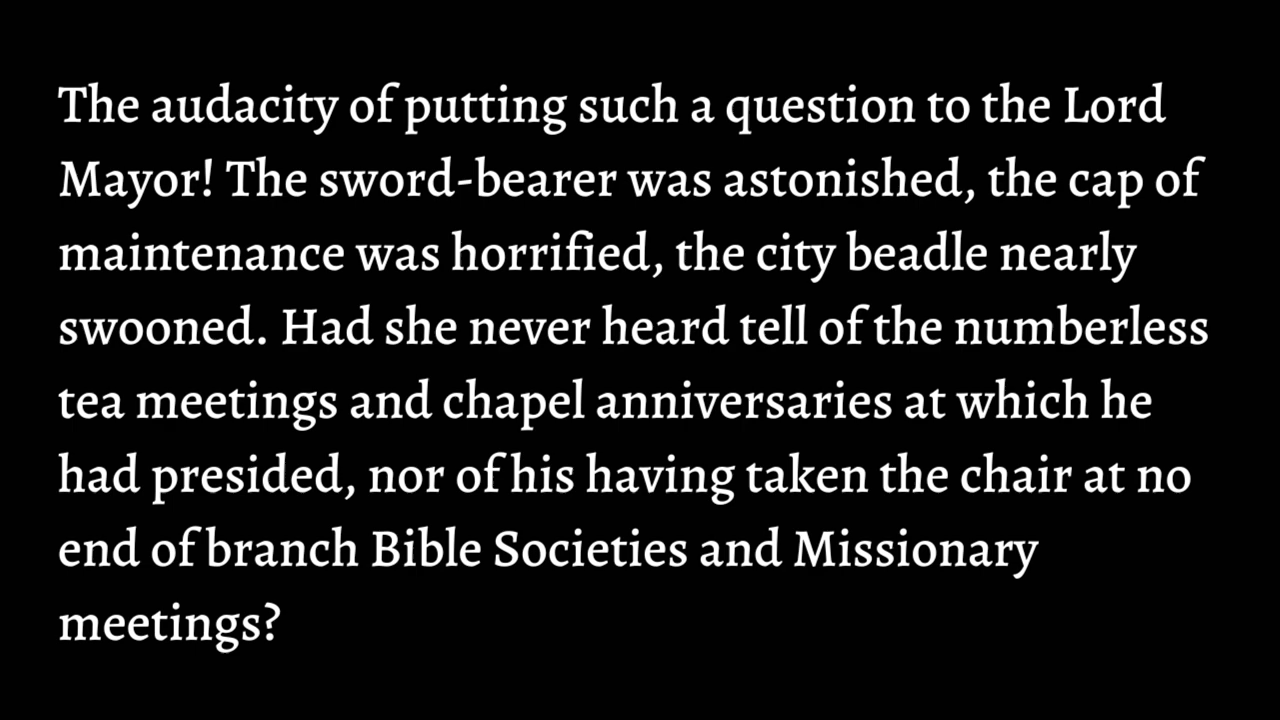 The audacity of putting such a question to the Lord
Mayor! The sword-bearer was astonished, the cap of
maintenance was horrified, the city beadle nearly
swooned. Had she never heard tell of the numberless
tea meetings and chapel anniversaries at which he
had presided, nor of his having taken the chair at no
end of branch Bible Societies and Missionary
meetings?